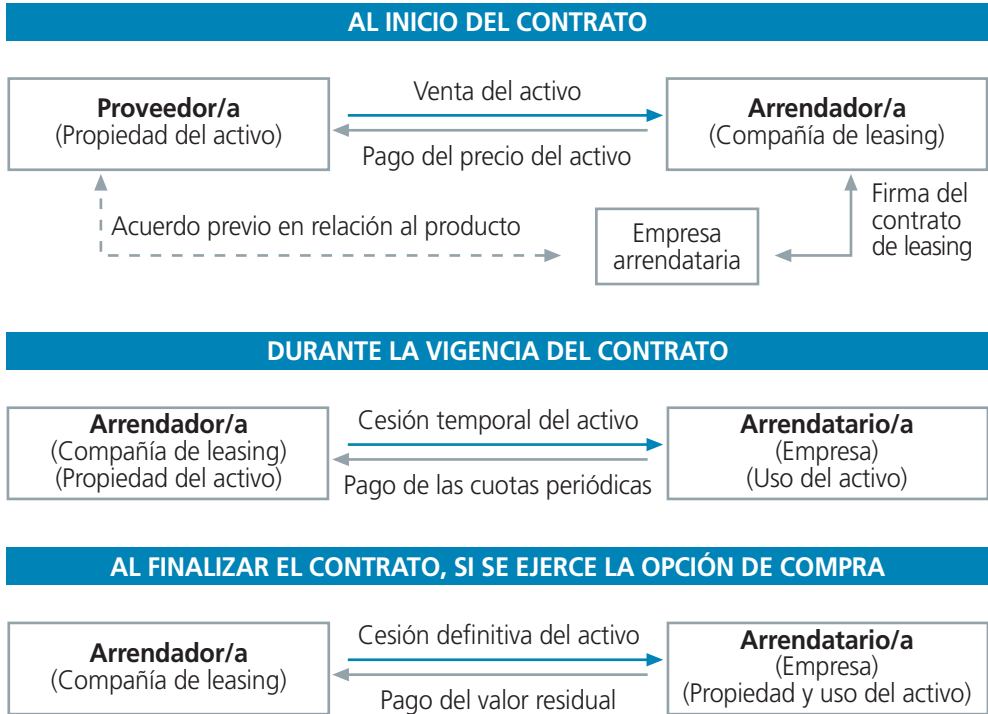 AL INICIO DEL CONTRATO
Proveedor/a
(Propiedad del activo)
Venta del activo
Pago del precio del activo
Arrendador/a
(Compañía de leasing)
Acuerdo previo en relación al producto
Empresa
arrendataria
Firma del
contrato
de leasing
DURANTE LA VIGENCIA DEL CONTRATO
Arrendador/a
(Compañía de leasing)
(Propiedad del activo)
Cesión temporal del activo
Pago de las cuotas periódicas
Arrendatario/a
(Empresa)
(Uso del activo)
AL FINALIZAR EL CONTRATO, SI SE EJERCE LA OPCIÓN DE COMPRA
Arrendador/a
(Compañía de leasing)
Cesión definitiva del activo
Pago del valor residual
Arrendatario/a
(Empresa)
(Propiedad y uso del activo)